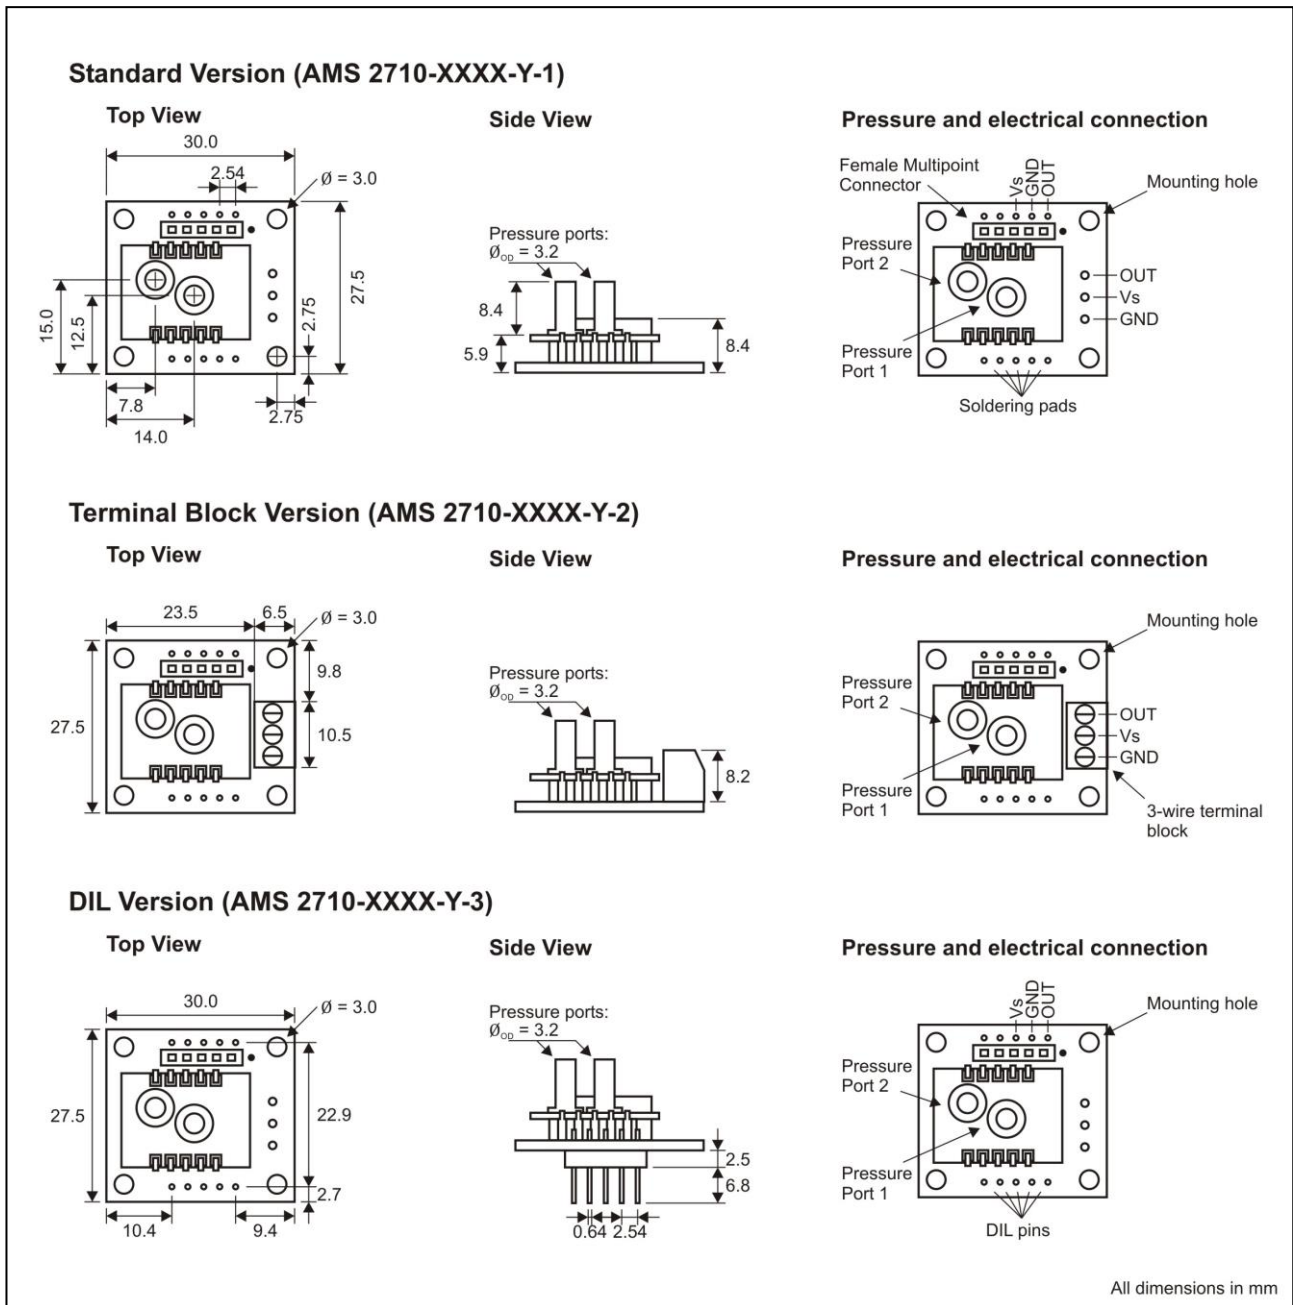 Standard Version (AMS 2710-XXXX-Y-1)
Top View
Side View
Pressure and electrical connection
30.0
2.54
Ø = 3.0
27.5
2.75
15.0
12.5
7.8
14.0
2.75
Pressure ports:
ØOD = 3.2
8.4
5.9
8.4
Female Multipoint
Connector
Vs
GND
OUT
Mounting hole
Pressure
Port 2
OUT
Vs
GND
Pressure
Port 1
Soldering pads
Terminal Block Version (AMS 2710-XXXX-Y-2)
Top View
Side View
Pressure and electrical connection
23.5
6.5
Ø = 3.0
9.8
27.5
10.5
Pressure ports:
ØOD = 3.2
8.2
Mounting hole
Pressure
Port 2
OUT
Vs
GND
Pressure
Port 1
3-wire terminal
block
DIL Version (AMS 2710-XXXX-Y-3)
Top View
Side View
Pressure and electrical connection
30.0
Ø = 3.0
27.5
22.9
2.7
10.4
9.4
Pressure ports:
ØOD = 3.2
2.5
6.8
0.64
2.54
Vs
GND
OUT
Mounting hole
Pressure
Port 2
Pressure
Port 1
DIL pins
All dimensions in mm